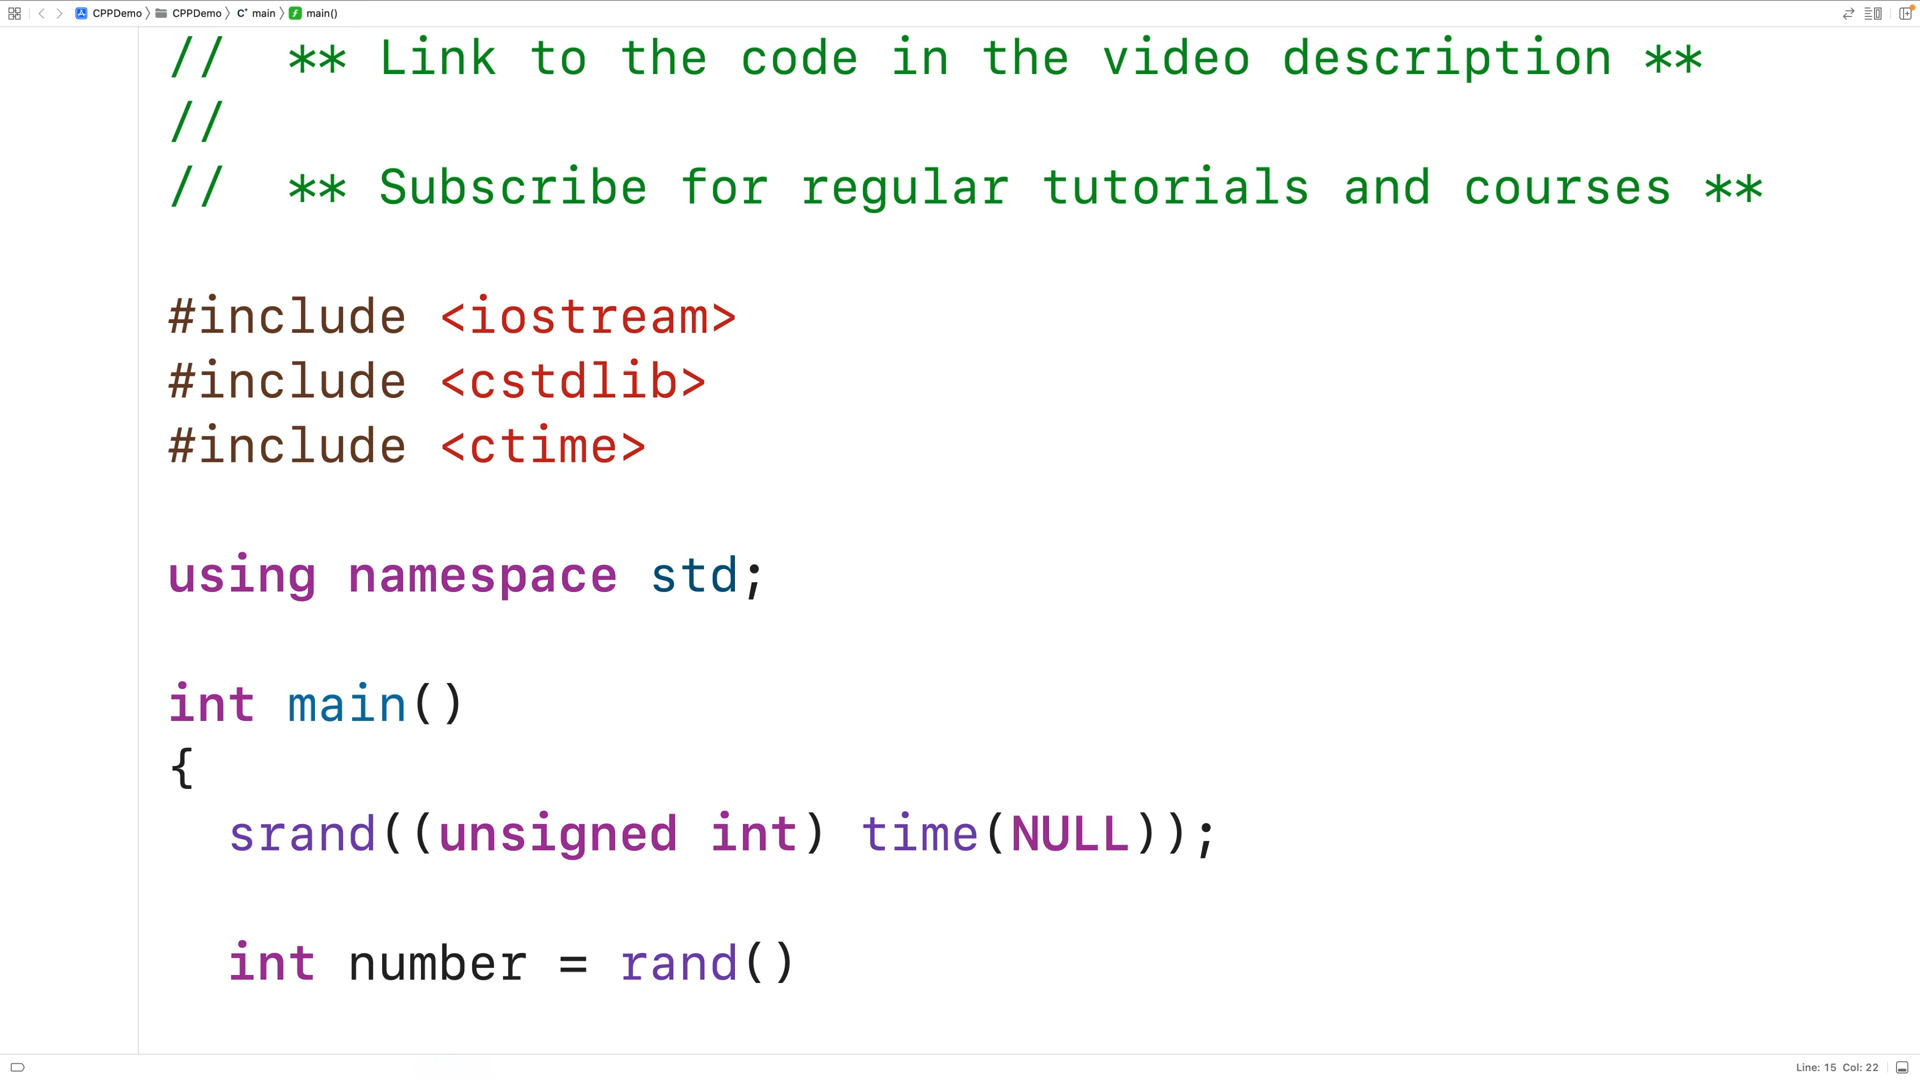 CPPDemo CPPDemo C+ main f main()
// ** Link to the code in the video description **
//
// ** Subscribe for regular tutorials and courses **
#include <iostream>
#include <cstdlib>
#include <ctime>
using namespace std;
int main()
{
srand((unsigned int) time(NULL));
int number = rand()
Line: 15 Col: 22